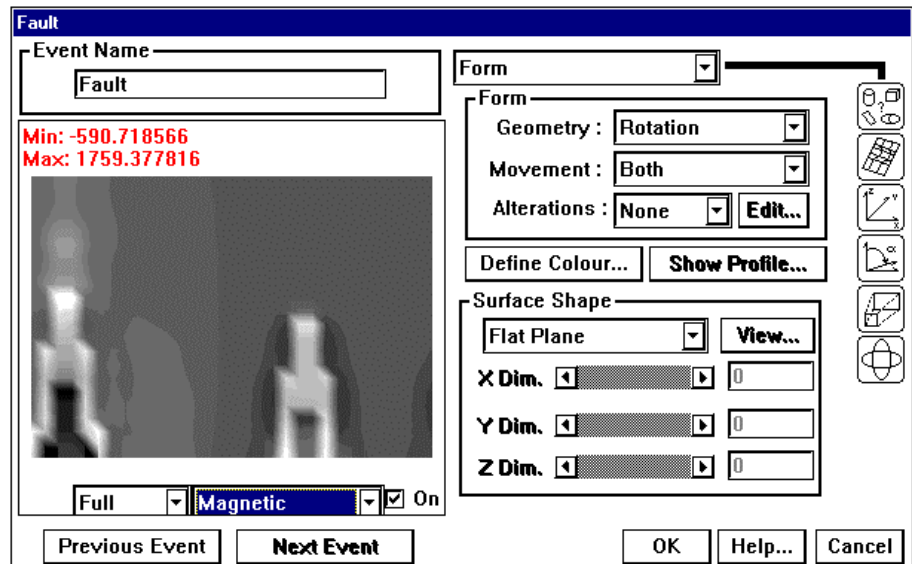 Fault
Event Name
Fault
Min: -590.718566
Max: 1759.377816
Full
Magnetic
On
Previous Event
Next Event
Form
Form
Geometry : Rotation
Movement : Both
Alterations : None Edit...
Define Colour... Show Profile...
Surface Shape
Flat Plane View...
X Dim. 0
Y Dim. 0
Z Dim. 0
OK Help... Cancel
? 
z Y X
α